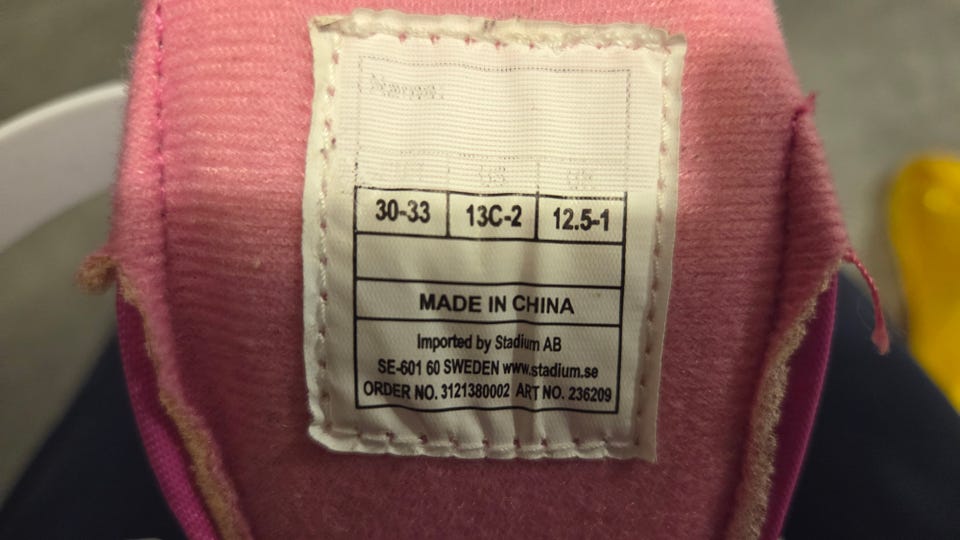 Name:
30-33 13C-2 12.5-1
MADE IN CHINA
Imported by Stadium AB
SE-601 60 SWEDEN www.stadium.se
ORDER NO. 3121380002 ART NO. 236209